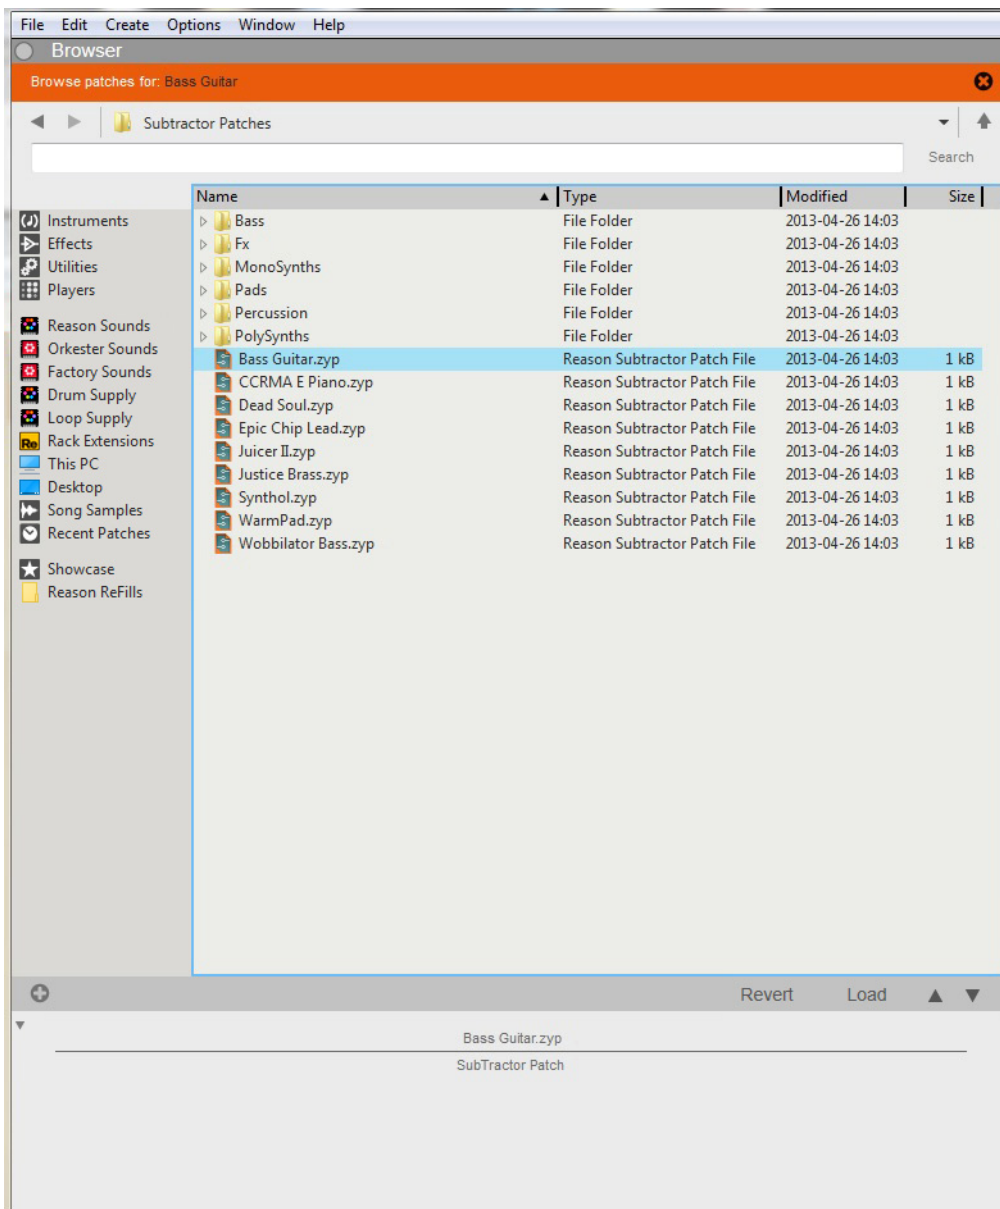 File Edit Create Options Window Help
Browser
Browse patches for: Bass Guitar
Subtractor Patches
Search
Name Type Modified Size
Instruments
Effects
Utilities
Players
Reason Sounds
Orkester Sounds
Factory Sounds
Drum Supply
Loop Supply
Re Rack Extensions
This PC
Desktop
Song Samples
Recent Patches
Showcase
Reason ReFills
Bass File Folder 2013-04-26 14:03
Fx File Folder 2013-04-26 14:03
MonoSynths File Folder 2013-04-26 14:03
Pads File Folder 2013-04-26 14:03
Percussion File Folder 2013-04-26 14:03
PolySynths File Folder 2013-04-26 14:03
Bass Guitar.zyp Reason Subtractor Patch File 2013-04-26 14:03 1 kB
CCRMA E Piano.zyp Reason Subtractor Patch File 2013-04-26 14:03 1 kB
Dead Soul.zyp Reason Subtractor Patch File 2013-04-26 14:03 1 kB
Epic Chip Lead.zyp Reason Subtractor Patch File 2013-04-26 14:03 1 kB
Juicer II.zyp Reason Subtractor Patch File 2013-04-26 14:03 1 kB
Justice Brass.zyp Reason Subtractor Patch File 2013-04-26 14:03 1 kB
Synthol.zyp Reason Subtractor Patch File 2013-04-26 14:03 1 kB
WarmPad.zyp Reason Subtractor Patch File 2013-04-26 14:03 1 kB
Wobbilator Bass.zyp Reason Subtractor Patch File 2013-04-26 14:03 1 kB
Revert Load
Bass Guitar.zyp
SubTractor Patch